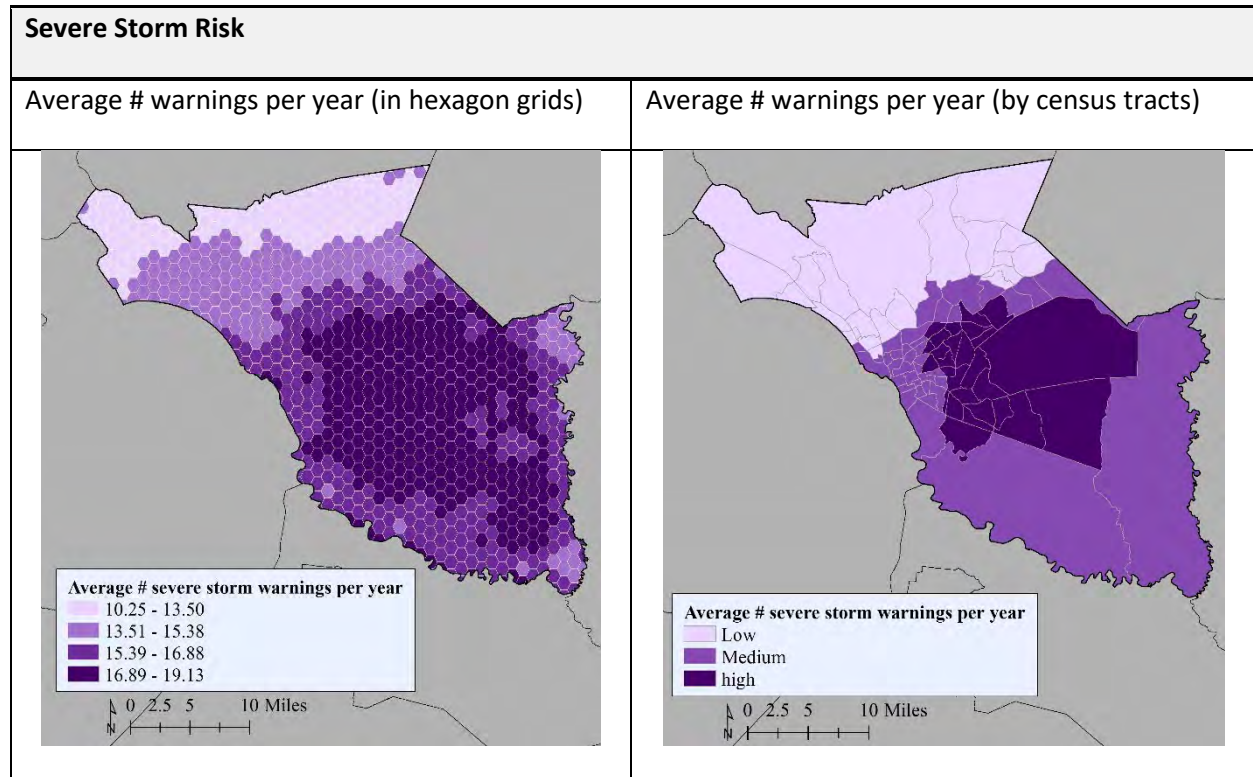 Severe Storm Risk
Average # warnings per year (in hexagon grids)
Average # warnings per year (by census tracts)
Average # severe storm warnings per year
10.25 - 13.50
13.51 - 15.38
15.39 - 16.88
16.89 - 19.13
N
0 2.5 5 10 Miles
Average # severe storm warnings per year
Low
Medium
high
N
0 2.5 5 10 Miles